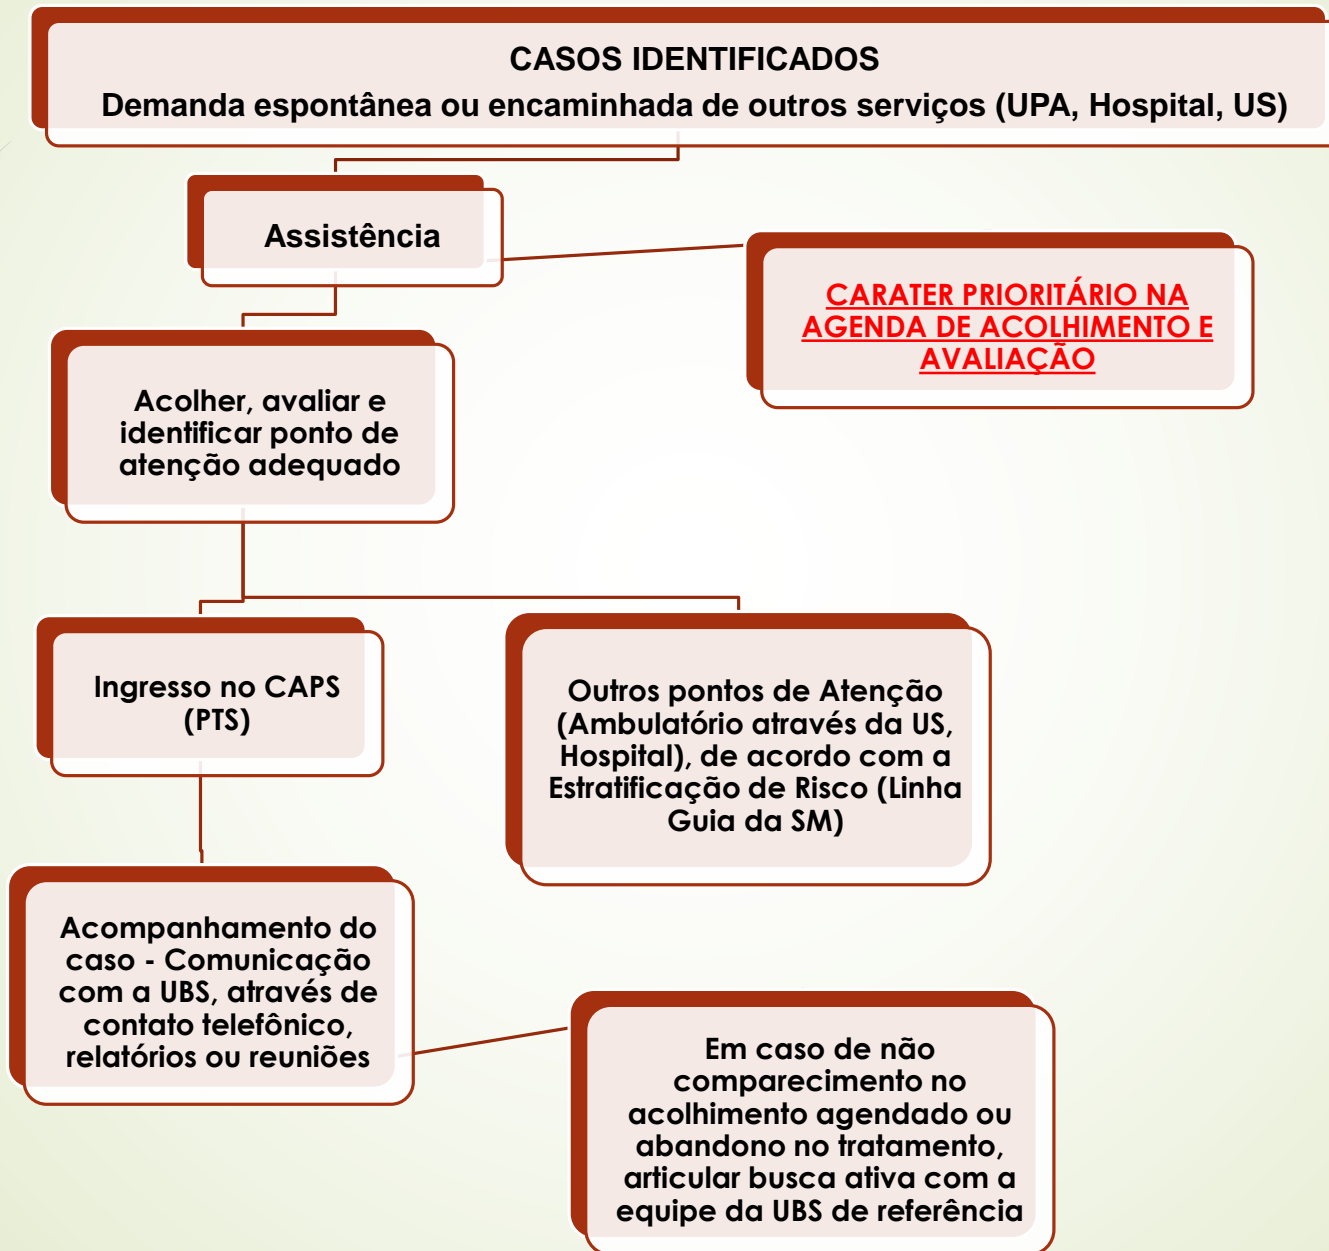 CASOS IDENTIFICADOS
Demanda espontânea ou encaminhada de outros serviços (UPA, Hospital, US)
Assistência
CARATER PRIORITÁRIO NA
AGENDA DE ACOLHIMENTO E
AVALIAÇÃO
Acolher, avaliar e
identificar ponto de
atenção adequado
Ingresso no CAPS
(PTS)
Outros pontos de Atenção
(Ambulatório através da US,
Hospital), de acordo com a
Estratificação de Risco (Linha
Guia da SM)
Acompanhamento do
caso - Comunicação
com a UBS, através de
contato telefônico,
relatórios ou reuniões
Em caso de não
comparecimento no
acolhimento agendado ou
abandono no tratamento,
articular busca ativa com a
equipe da UBS de referência